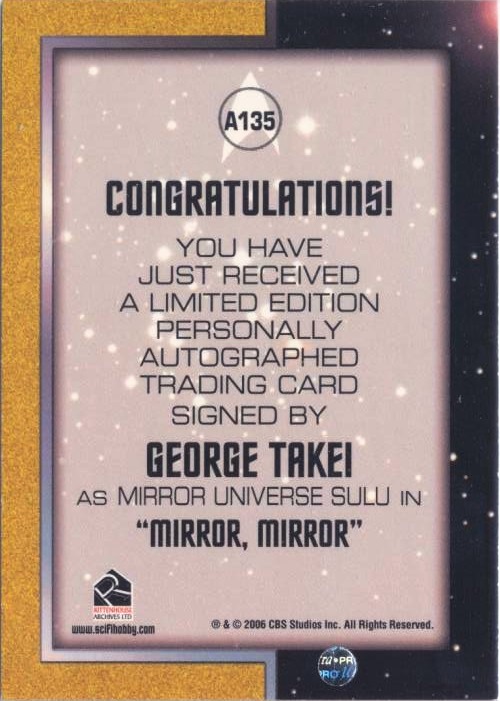 A135
CONGRATULATIONS!
YOU HAVE
JUST RECEIVED
A LIMITED EDITION
PERSONALLY
AUTOGRAPHED
TRADING CARD
SIGNED BY
GEORGE TAKEI
AS MIRROR UNIVERSE SULU IN
"MIRROR, MIRROR"
RITTENHOUSE
ARCHIVES LTD
www.scifihobby.com
® & © 2006 CBS Studios Inc. All Rights Reserved.